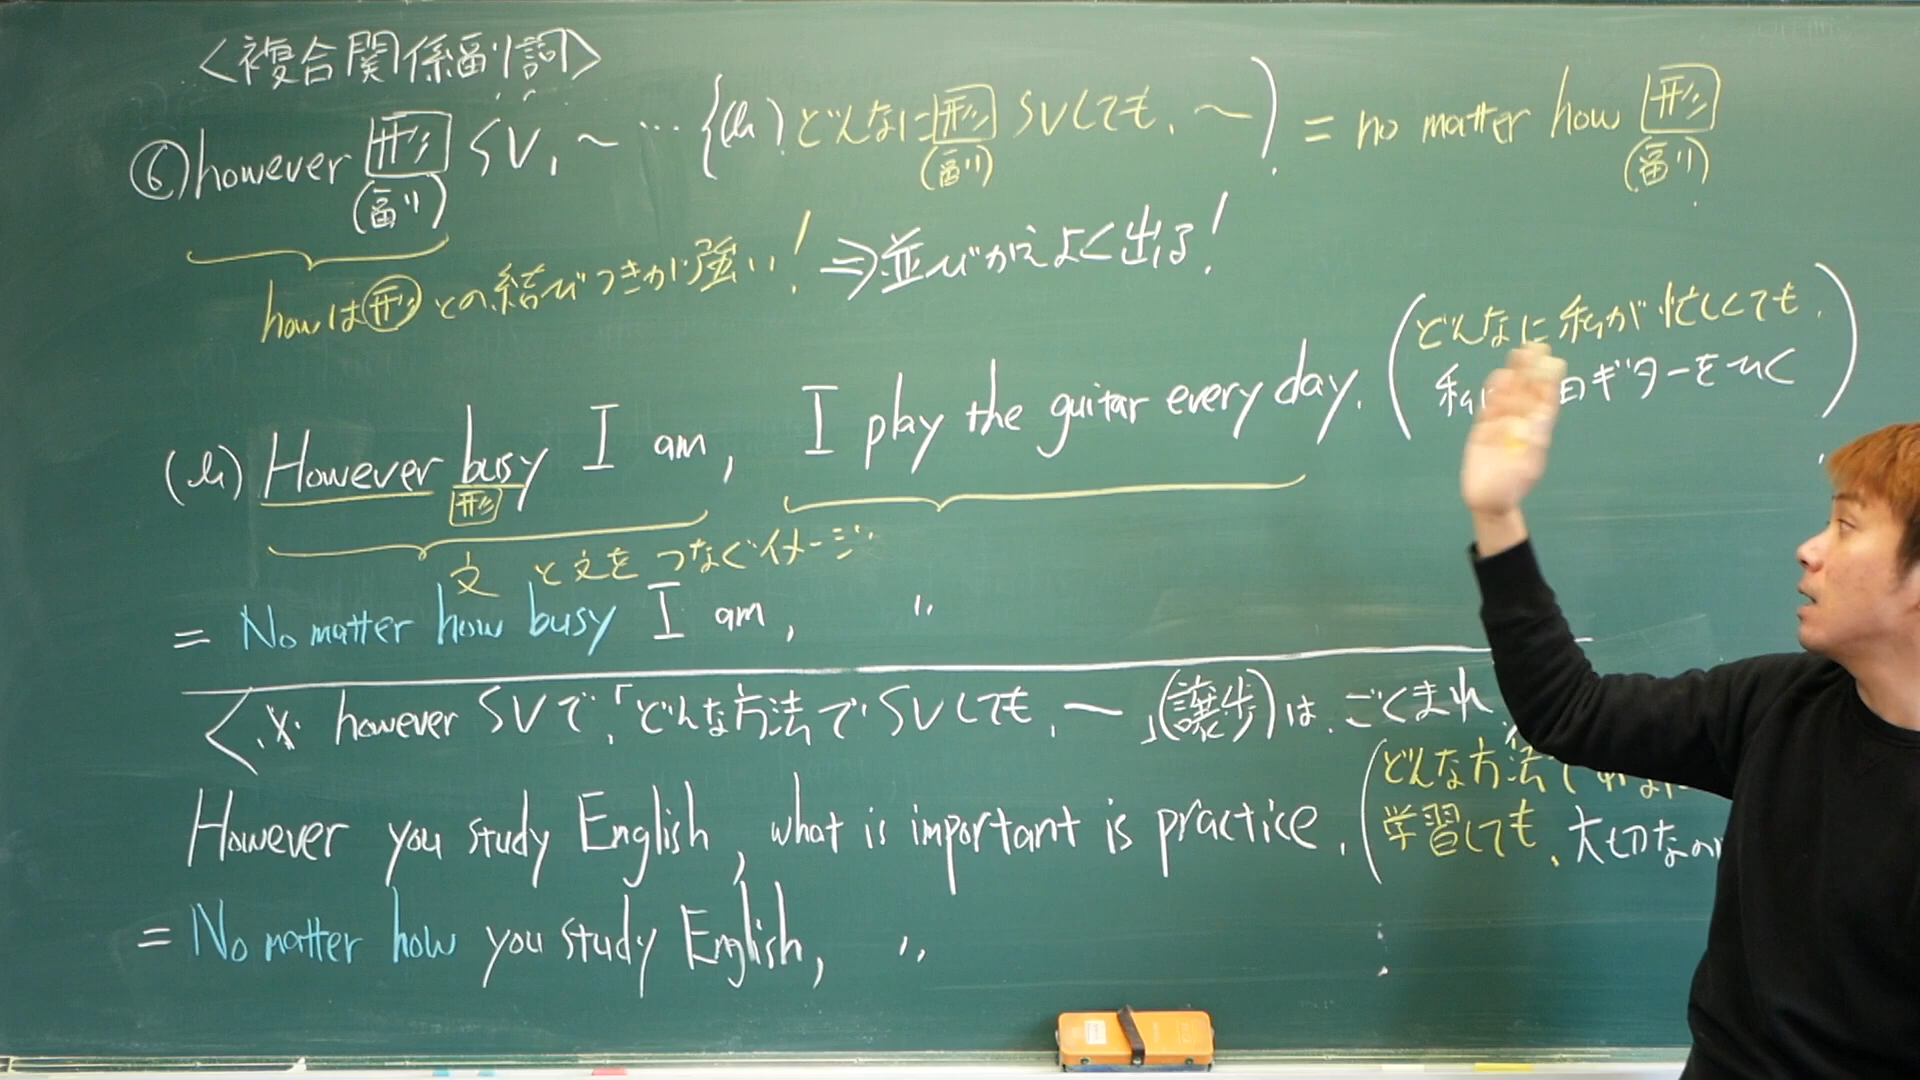 <複合関係副詞>
⑥however 形 SV, ~ … {(訳) どんなに形 SVしても, ~} = no matter how 形
(副) (副) (副)
howは形との結びつきが強い! ⇒並びかえよく出る!
However busy I am, I play the guitar every day. (どんなに私が忙しくても,
形 私 ギターをひく)
文 と文をつなぐイメージ
= No matter how busy I am, 〃
<※ however SVで,「どんな方法でSVしても, ~」(譲歩)は,ごくまれ
(どんな方法で
However you study English, what is important is practice. 学習しても, 大切なの
= No matter how you study English, 〃